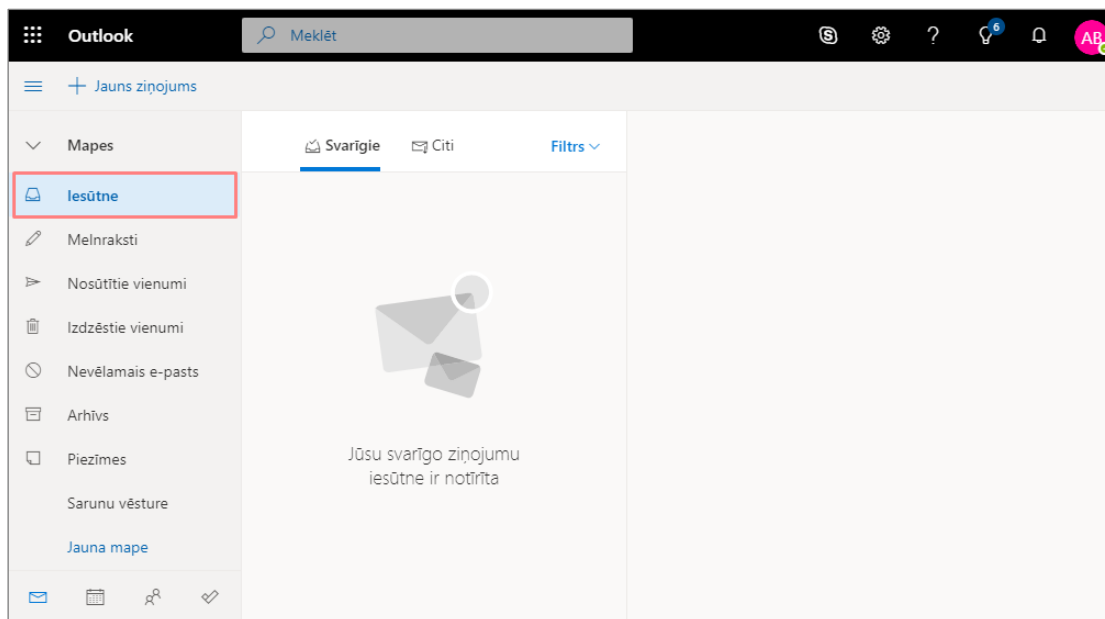 Outlook
Meklēt
6
AB
Jauns ziņojums
Mapes
Iesūtne
Melnraksti
Nosūtītie vienumi
Izdzēstie vienumi
Nevēlamais e-pasts
Arhīvs
Piezīmes
Sarunu vēsture
Jauna mape
Svarīgie Citi Filtrs
Jūsu svarīgo ziņojumu
iesūtne ir notīrīta